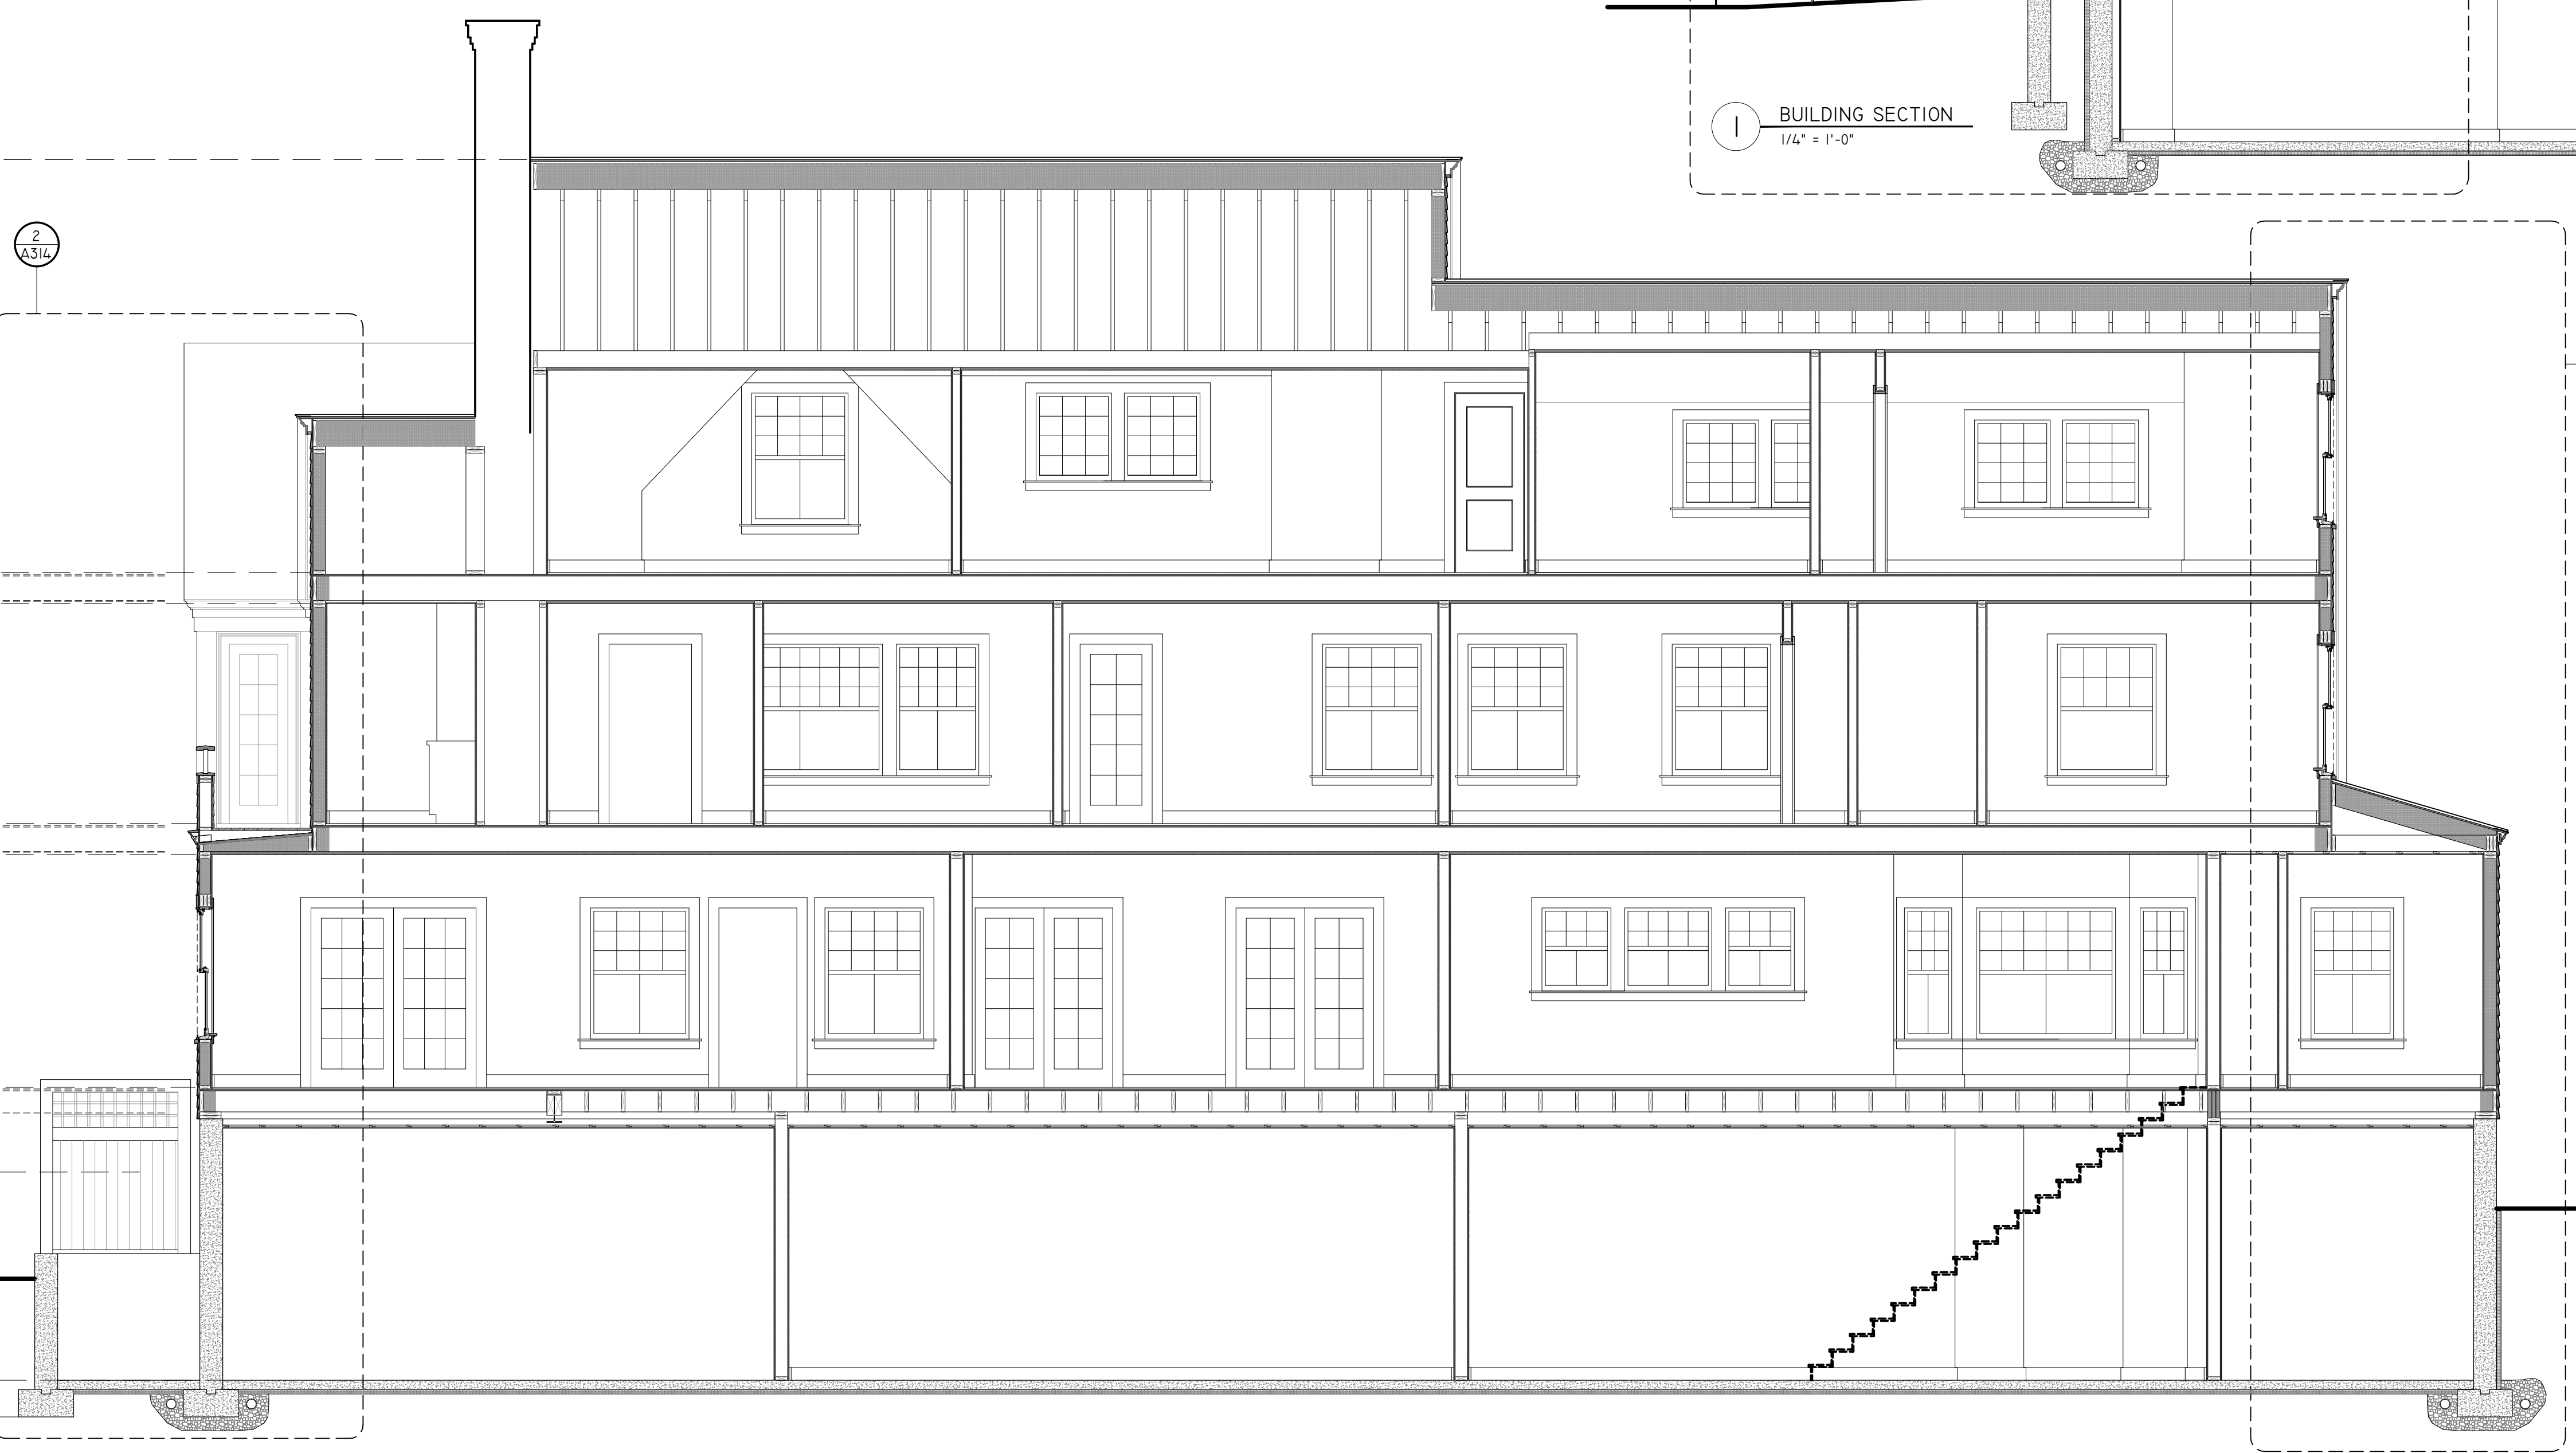 1
BUILDING SECTION
1/4" = 1'-0"
2
A314